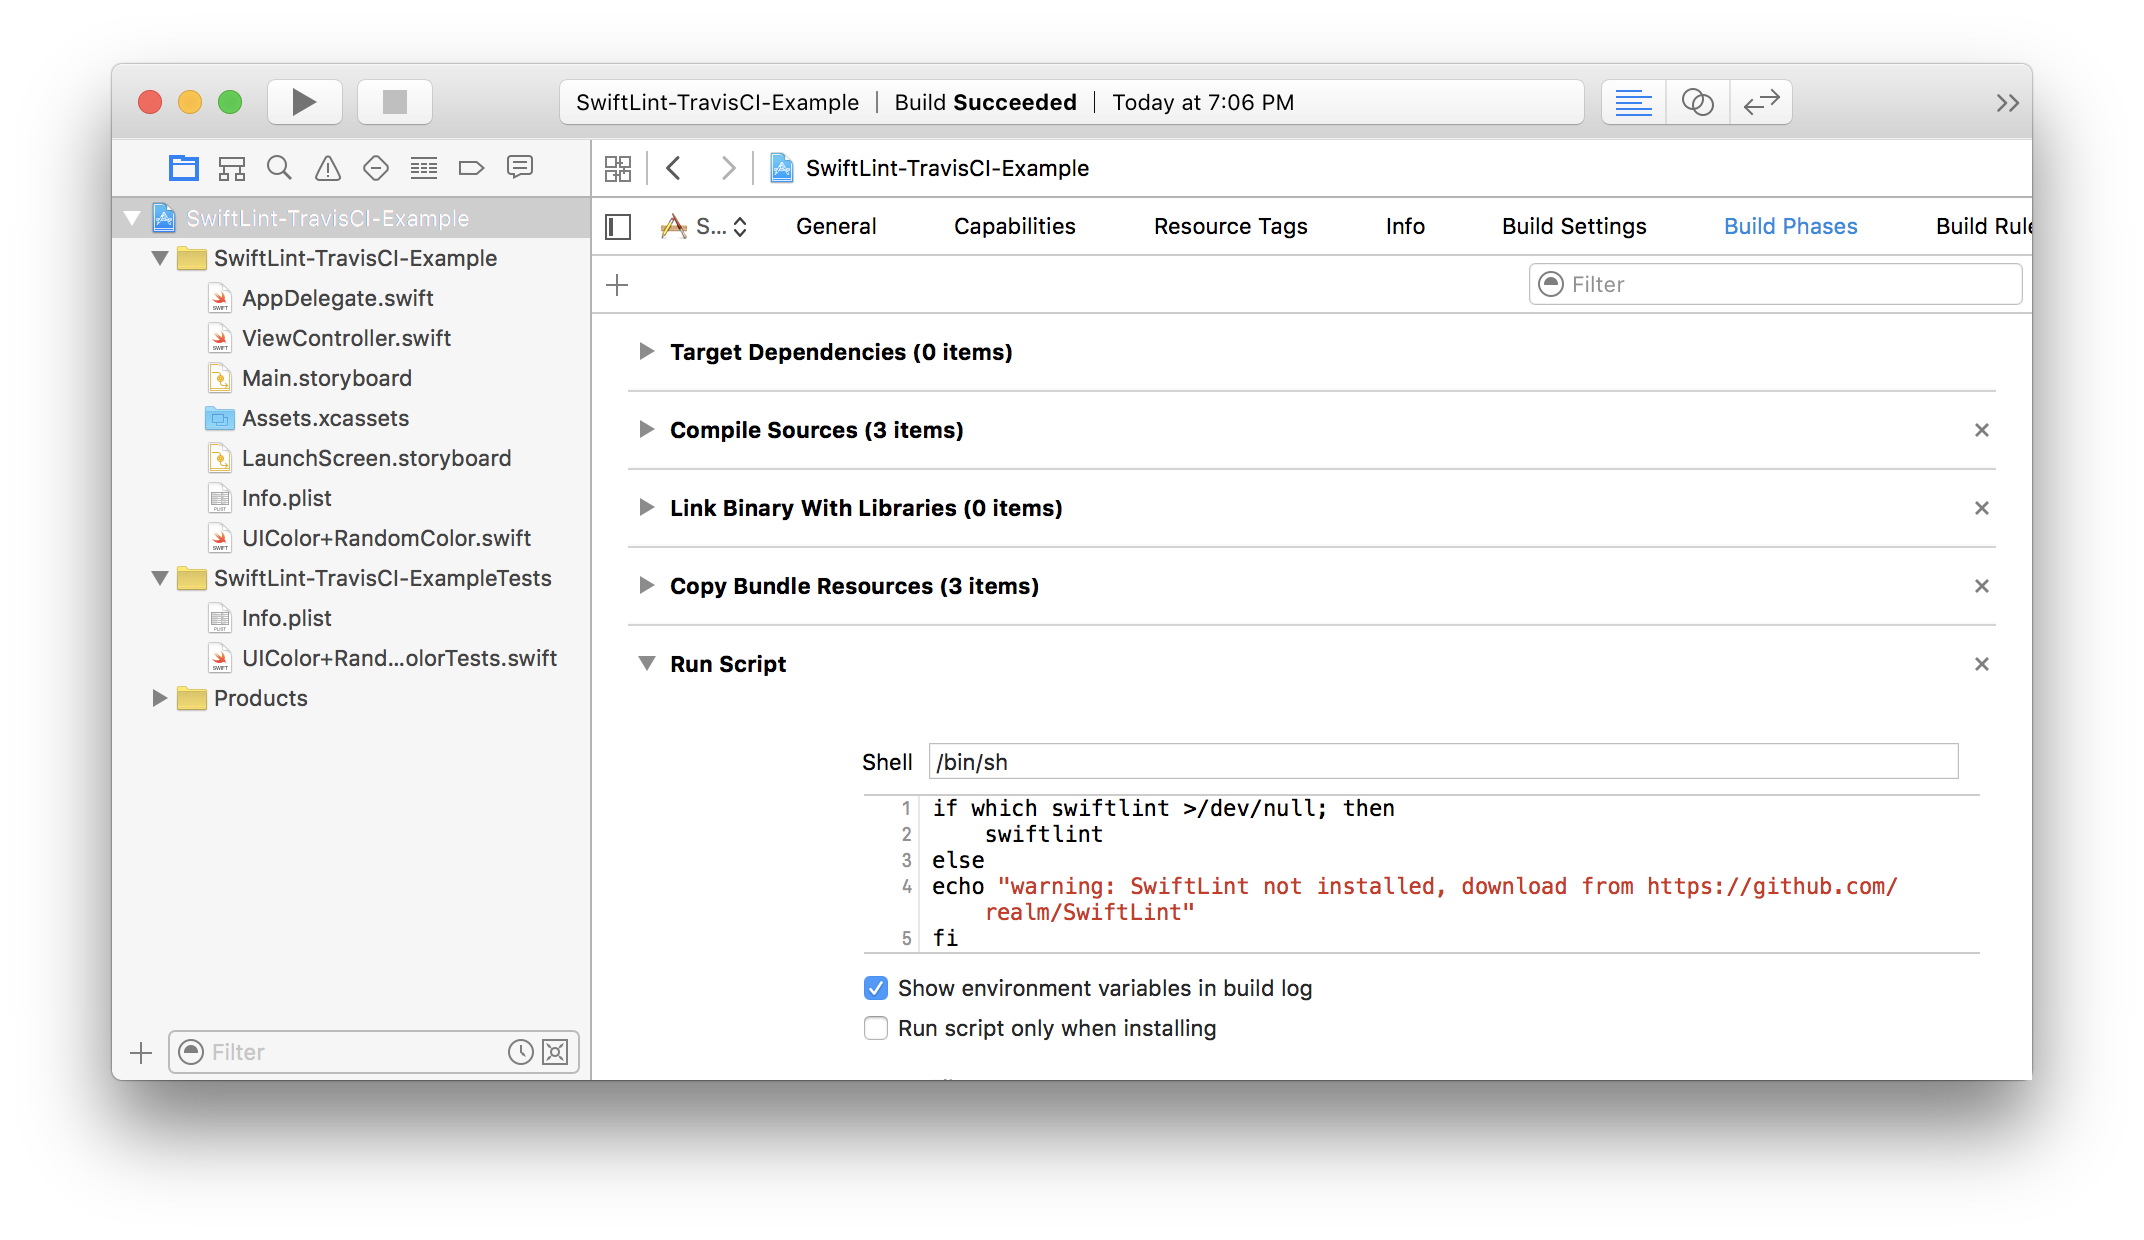 SwiftLint-TravisCI-Example | Build Succeeded | Today at 7:06 PM
SwiftLint-TravisCI-Example
SwiftLint-TravisCI-Example
SwiftLint-TravisCI-Example
AppDelegate.swift
ViewController.swift
Main.storyboard
Assets.xcassets
LaunchScreen.storyboard
Info.plist
UIColor+RandomColor.swift
SwiftLint-TravisCI-ExampleTests
Info.plist
UIColor+Rand...olorTests.swift
Products
Filter
S... General Capabilities Resource Tags Info Build Settings Build Phases Build Rule
Filter
Target Dependencies (0 items)
Compile Sources (3 items)
Link Binary With Libraries (0 items)
Copy Bundle Resources (3 items)
Run Script
Shell /bin/sh
1 if which swiftlint >/dev/null; then
2 swiftlint
3 else
4 echo "warning: SwiftLint not installed, download from https://github.com/
realm/SwiftLint"
5 fi
Show environment variables in build log
Run script only when installing